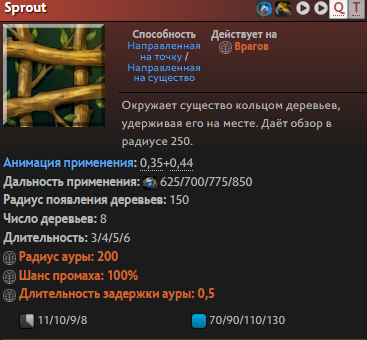 Sprout
Q T
Способность
Направленная
на точку /
Направленная
на существо
Действует на
Врагов
Окружает существо кольцом деревьев,
удерживая его на месте. Даёт обзор в
радиусе 250.
Анимация применения: 0,35+0,44
Дальность применения: 625/700/775/850
Радиус появления деревьев: 150
Число деревьев: 8
Длительность: 3/4/5/6
Радиус ауры: 200
Шанс промаха: 100%
Длительность задержки ауры: 0,5
11/10/9/8 70/90/110/130